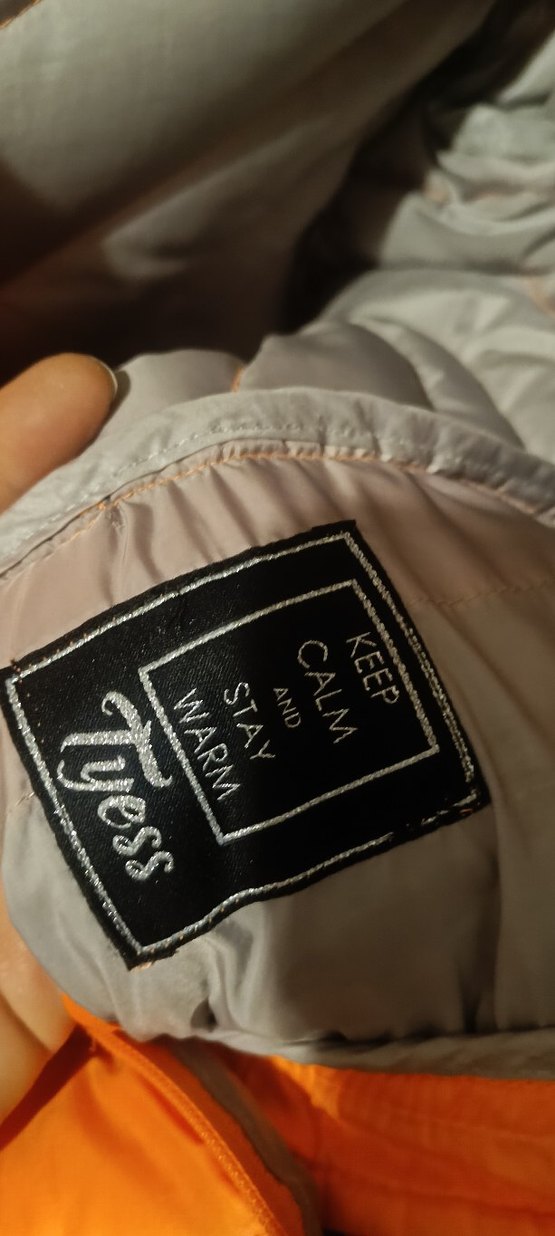 KEEP
CALM
AND
STAY
WARM
Tyess